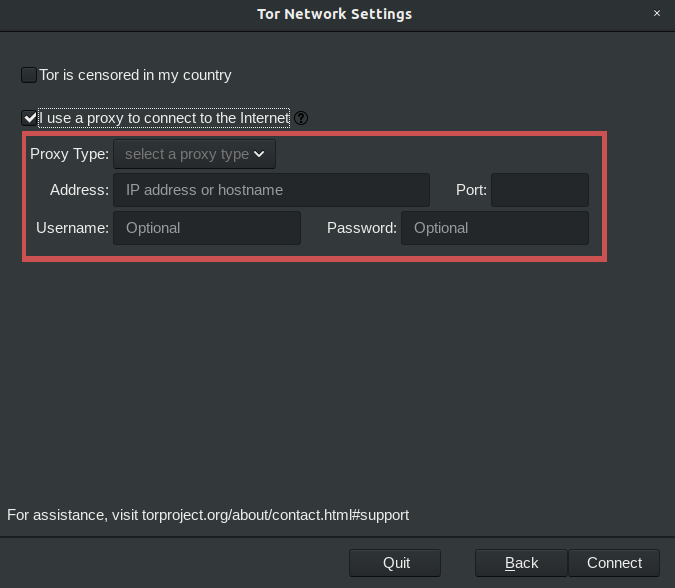 Tor Network Settings ×
Tor is censored in my country
I use a proxy to connect to the Internet ?
Proxy Type: select a proxy type
Address: IP address or hostname Port:
Username: Optional Password: Optional
For assistance, visit torproject.org/about/contact.html#support
Quit Back Connect